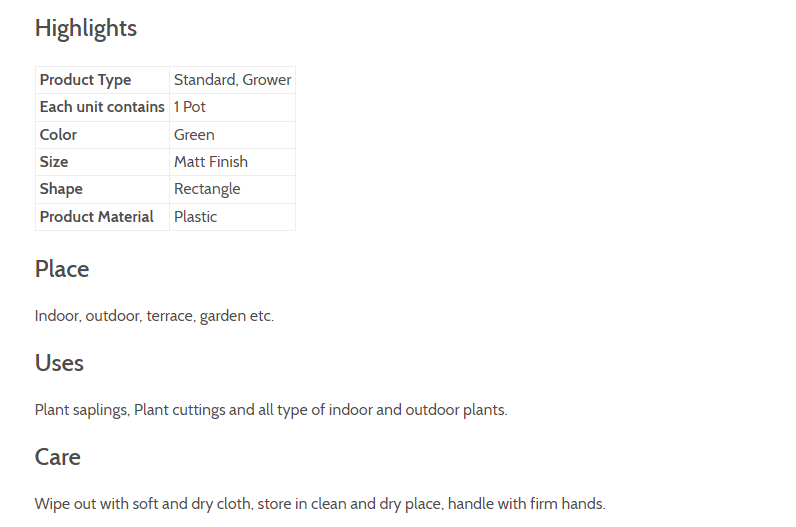 Highlights
Product Type Standard, Grower
Each unit contains 1 Pot
Color Green
Size Matt Finish
Shape Rectangle
Product Material Plastic
Place
Indoor, outdoor, terrace, garden etc.
Uses
Plant saplings, Plant cuttings and all type of indoor and outdoor plants.
Care
Wipe out with soft and dry cloth, store in clean and dry place, handle with firm hands.